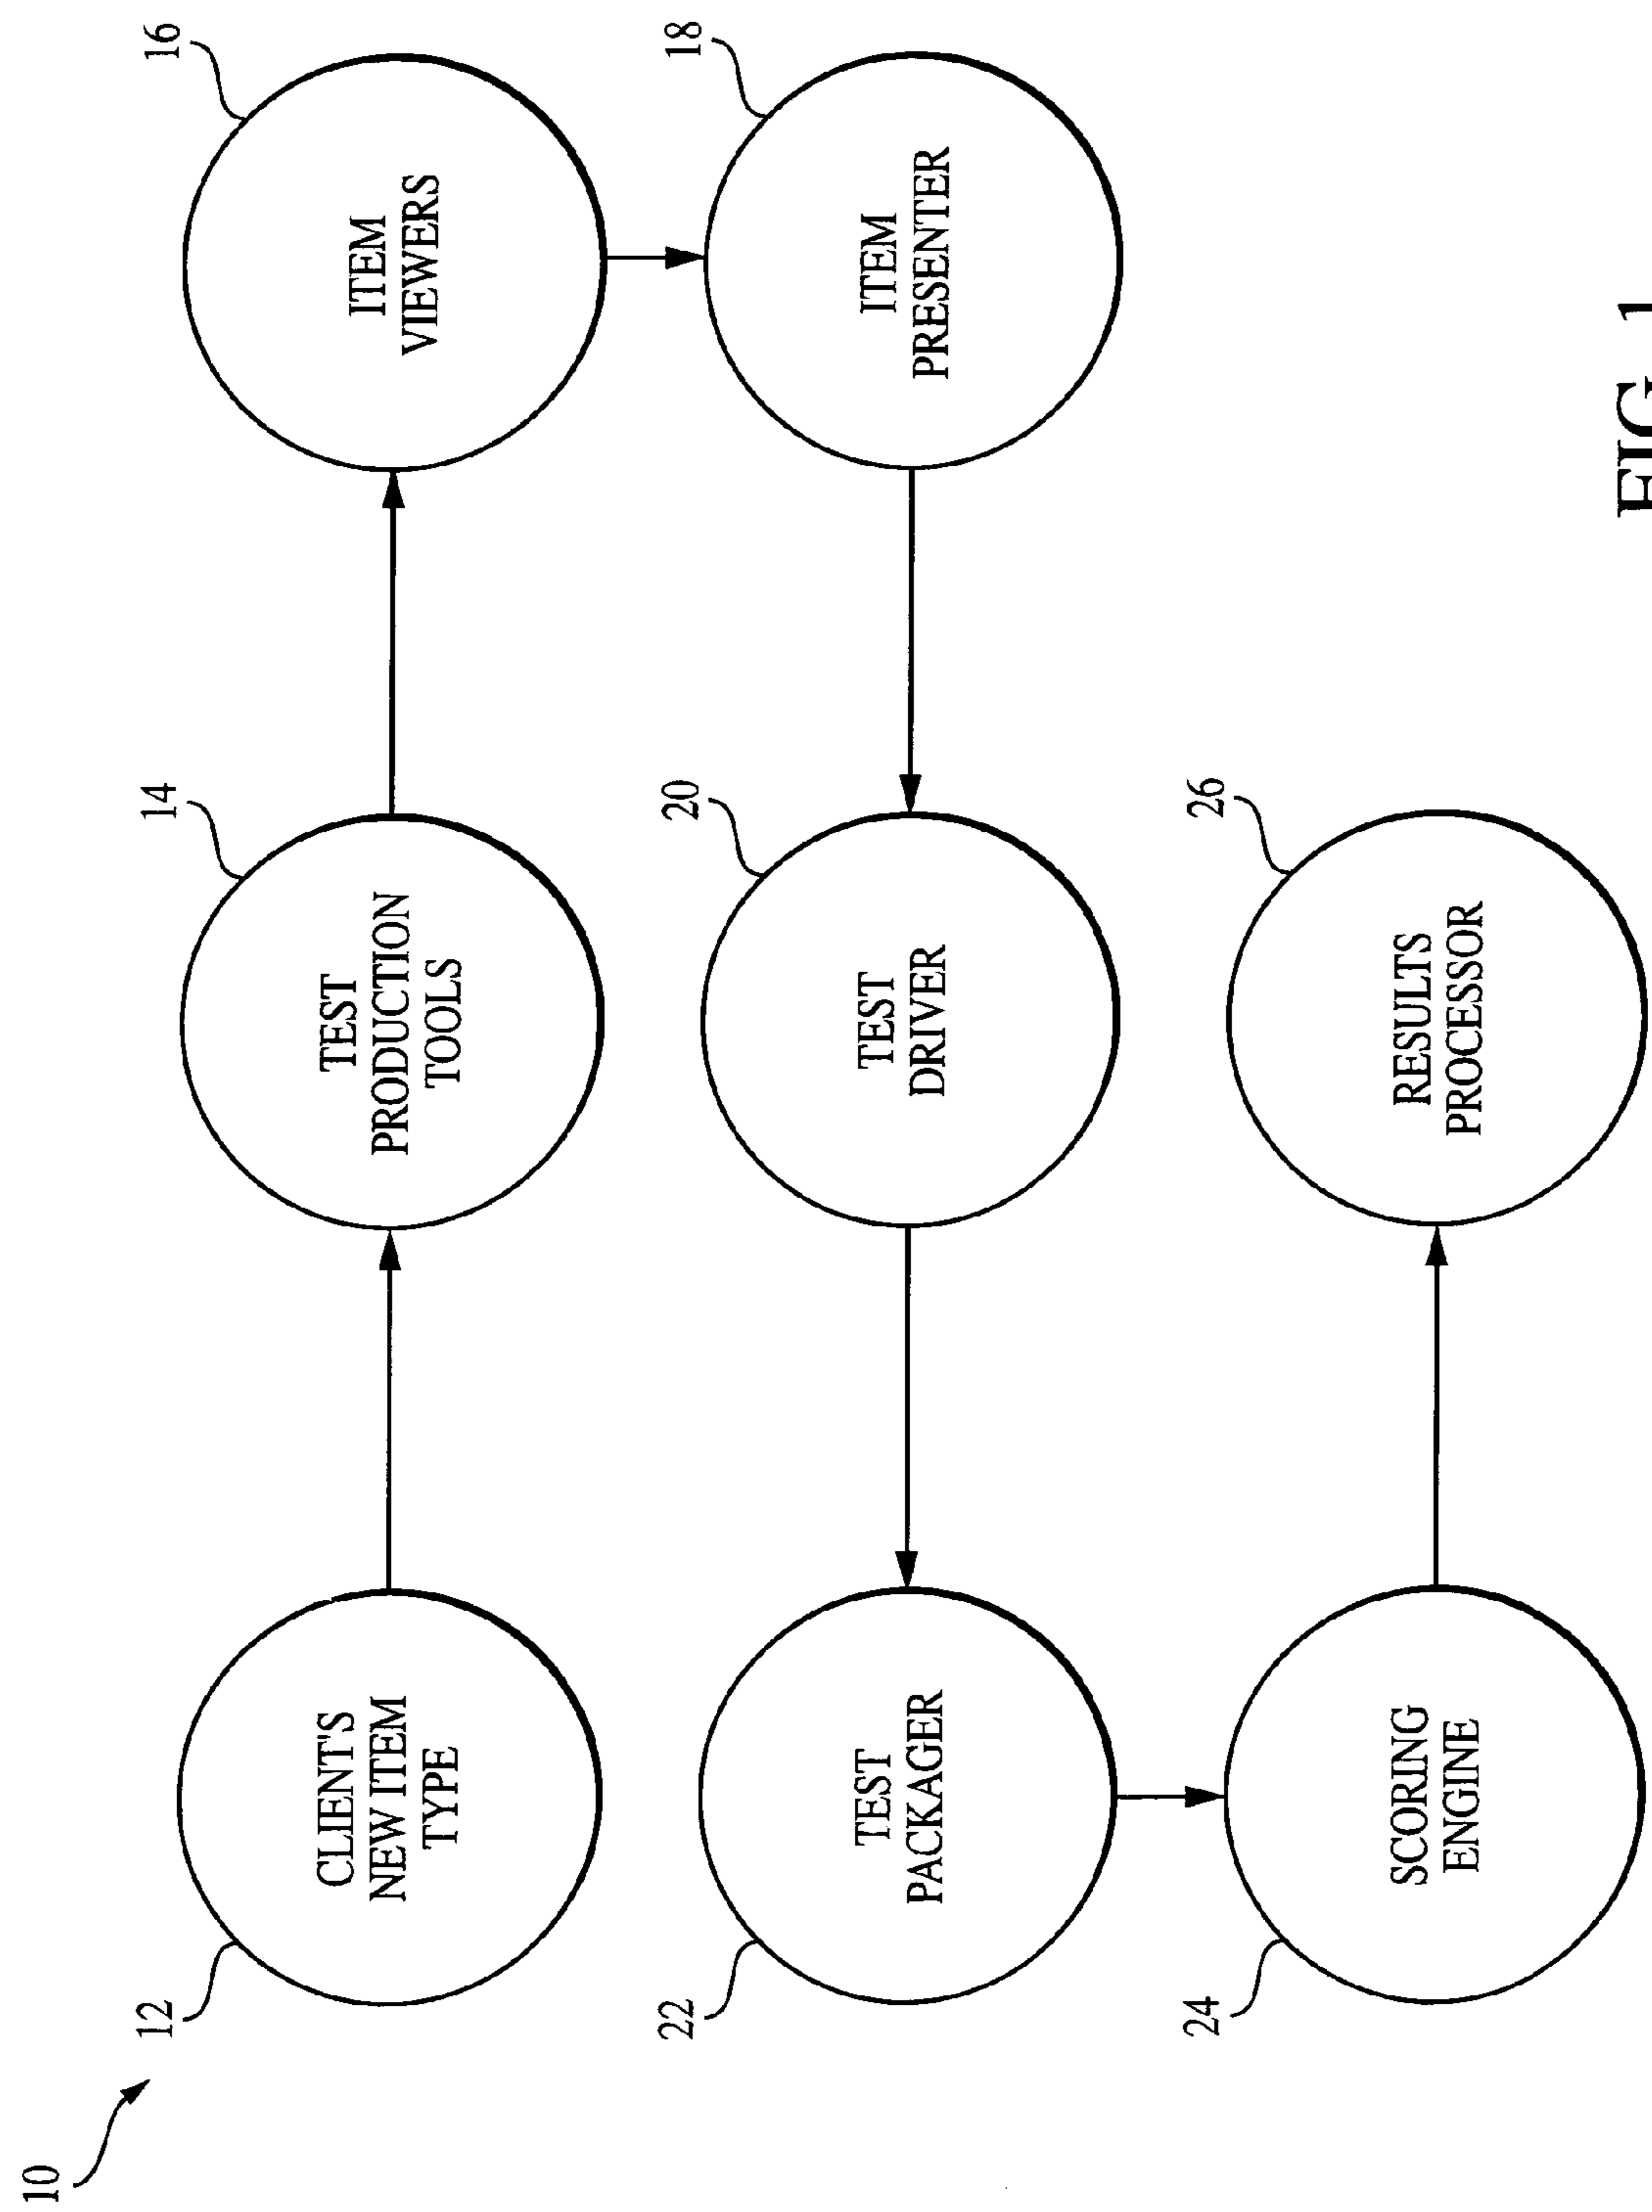 10
12
CLIENT'S
NEW ITEM
TYPE
14
TEST
PRODUCTION
TOOLS
16
ITEM
VIEWERS
22
TEST
PACKAGER
20
TEST
DRIVER
18
ITEM
PRESENTER
24
SCORING
ENGINE
26
RESULTS
PROCESSOR
FIG. 1